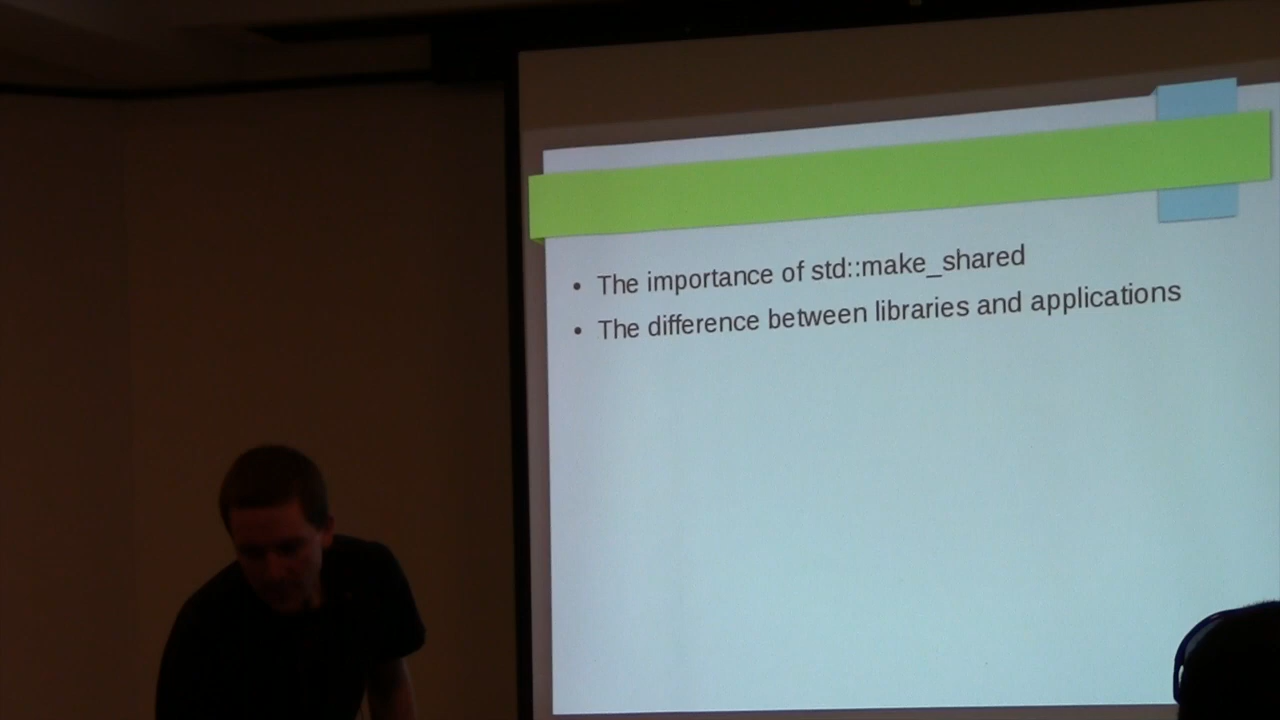 • The importance of std::make_shared
• The difference between libraries and applications